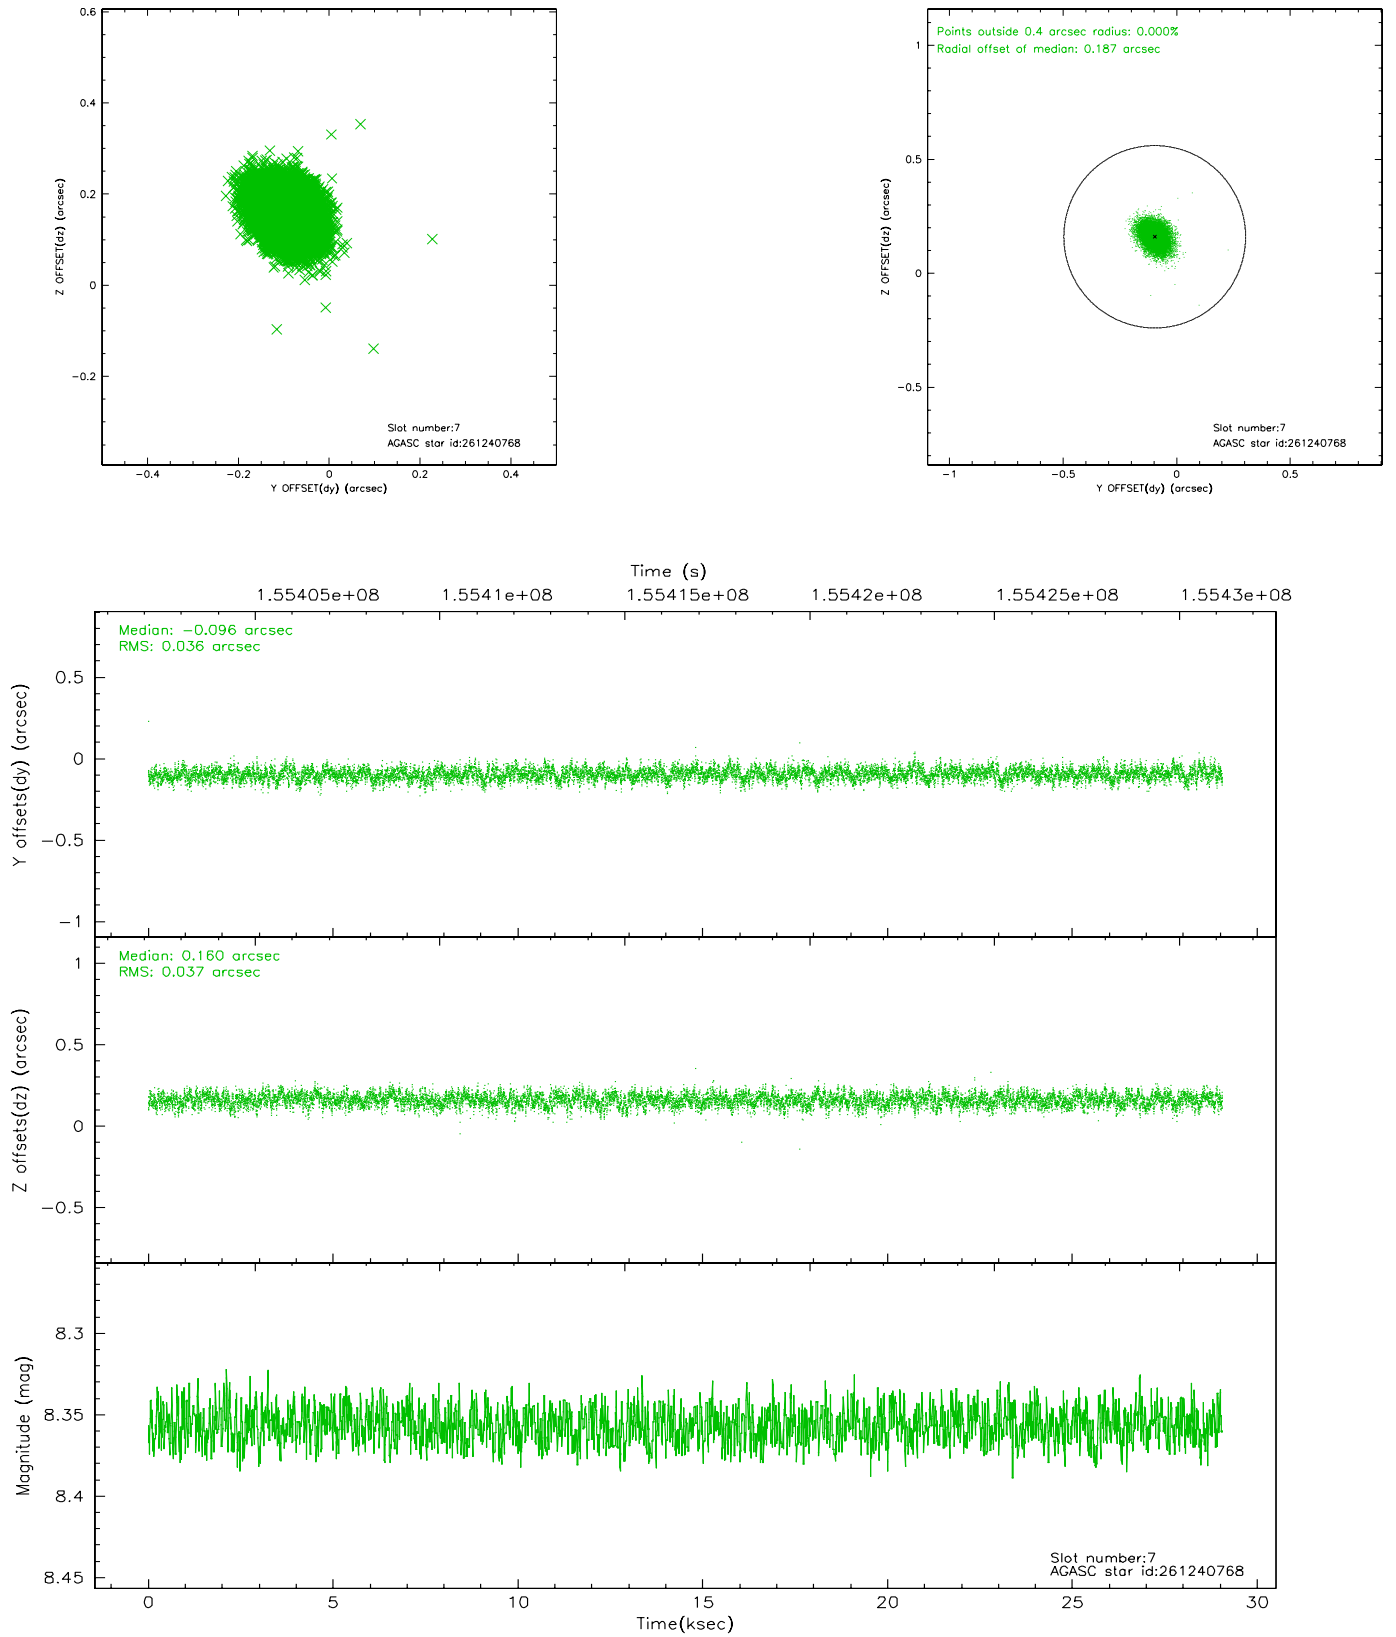 0.6
0.4
0.2
0
−0.2
Z OFFSET(dz) (arcsec)
Slot number:7
AGASC star id:261240768
−0.4 −0.2 0 0.2 0.4
Y OFFSET(dy) (arcsec)
Points outside 0.4 arcsec radius: 0.000%
Radial offset of median: 0.187 arcsec
1
0.5
0
−0.5
Z OFFSET(dz) (arcsec)
Slot number:7
AGASC star id:261240768
−1 −0.5 0 0.5
Y OFFSET(dy) (arcsec)
Time (s)
1.55405e+08 1.5541e+08 1.55415e+08 1.5542e+08 1.55425e+08 1.5543e+08
Median: −0.096 arcsec
RMS: 0.036 arcsec
0.5
0
−0.5
−1
Y offsets(dy) (arcsec)
Median: 0.160 arcsec
RMS: 0.037 arcsec
1
0.5
0
−0.5
Z offsets(dz) (arcsec)
8.3
8.35
8.4
8.45
Magnitude (mag)
Slot number:7
AGASC star id:261240768
0 5 10 15 20 25 30
Time(ksec)